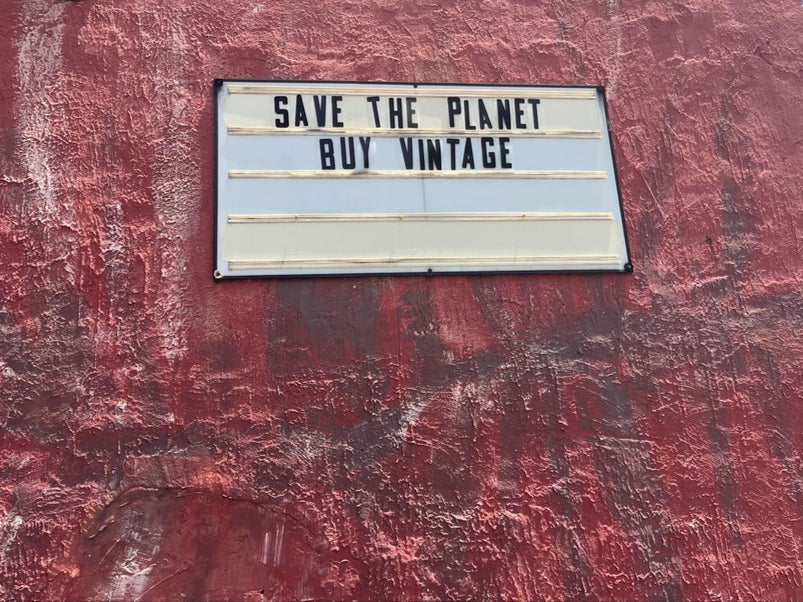 SAVE THE PLANET
BUY VINTAGE